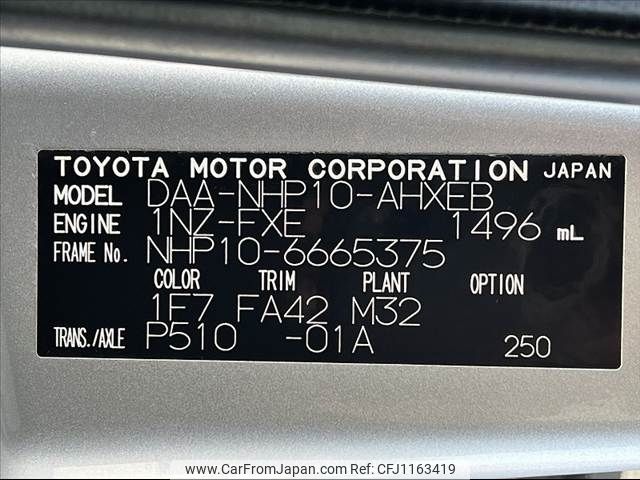 TOYOTA MOTOR CORPORATION JAPAN
MODEL DAA-NHP10-AHXEB
ENGINE 1NZ-FXE 1496 mL
FRAME No. NHP10-6665375
COLOR TRIM PLANT OPTION
1F7 FA42 M32
TRANS./AXLE P510 -01A 250
www.CarFromJapan.com Ref:CFJ1163419